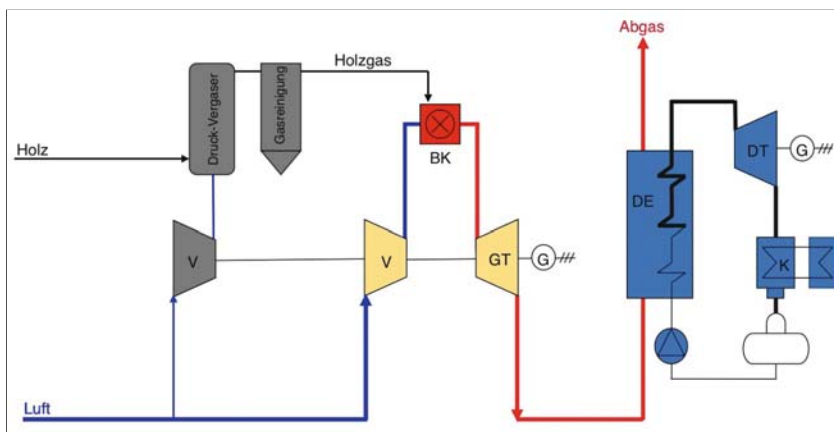 Abgas
Holzgas
Druck-Vergaser
Gasreinigung
Holz
BK
DT
G
DE
V
V
GT
G
K
Luft